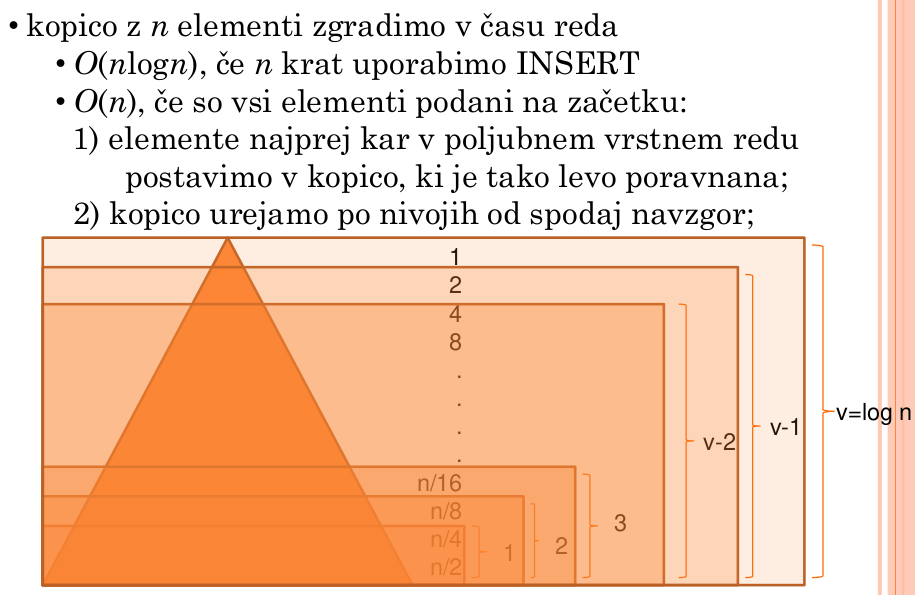 • kopico z n elementi zgradimo v času reda
• O(nlogn), če n krat uporabimo INSERT
• O(n), če so vsi elementi podani na začetku:
1) elemente najprej kar v poljubnem vrstnem redu
postavimo v kopico, ki je tako levo poravnana;
2) kopico urejamo po nivojih od spodaj navzgor;
1
2
4
8
.
.
.
.
n/16
n/8
n/4
n/2
1
2
3
v-2
v-1
v=log n